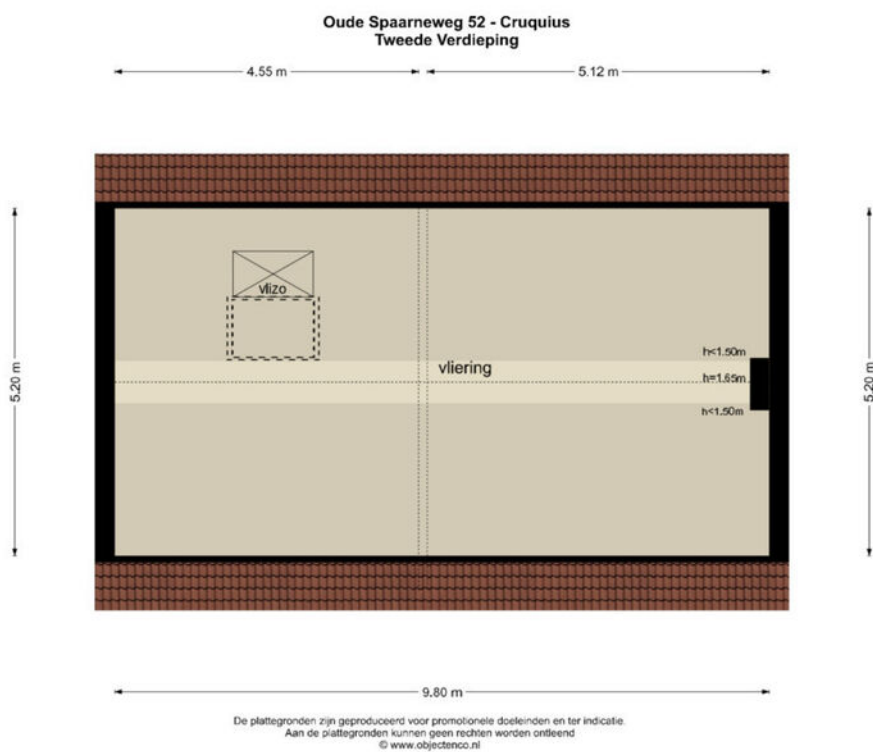 Oude Spaarneweg 52 - Cruquius
Tweede Verdieping
4.55 m
5.12 m
5.20 m
5.20 m
vlizo
vliering
h<1.50m
h=1.65m
h<1.50m
9.80 m
De plattegronden zijn geproduceerd voor promotionele doeleinden en ter indicatie.
Aan de plattegronden kunnen geen rechten worden ontleend
© www.objectenco.nl